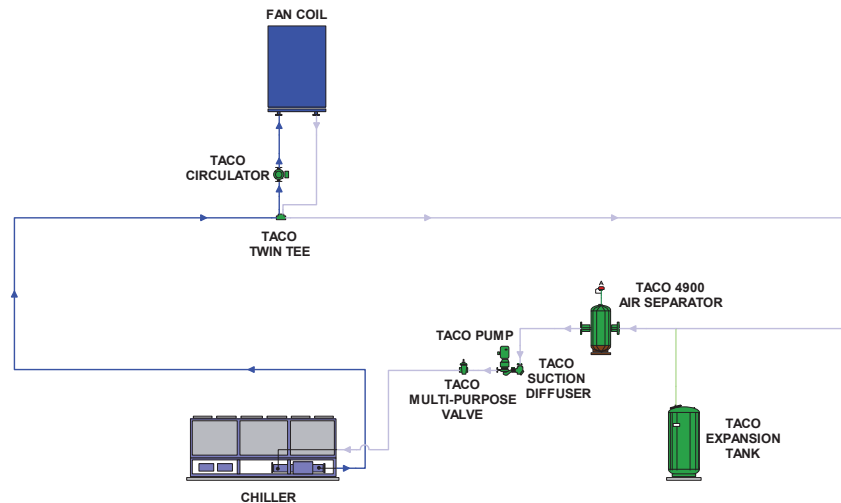 FAN COIL
TACO
CIRCULATOR
TACO
TWIN TEE
TACO 4900
AIR SEPARATOR
TACO PUMP
TACO
SUCTION
DIFFUSER
TACO
MULTI-PURPOSE
VALVE
TACO
EXPANSION
TANK
CHILLER